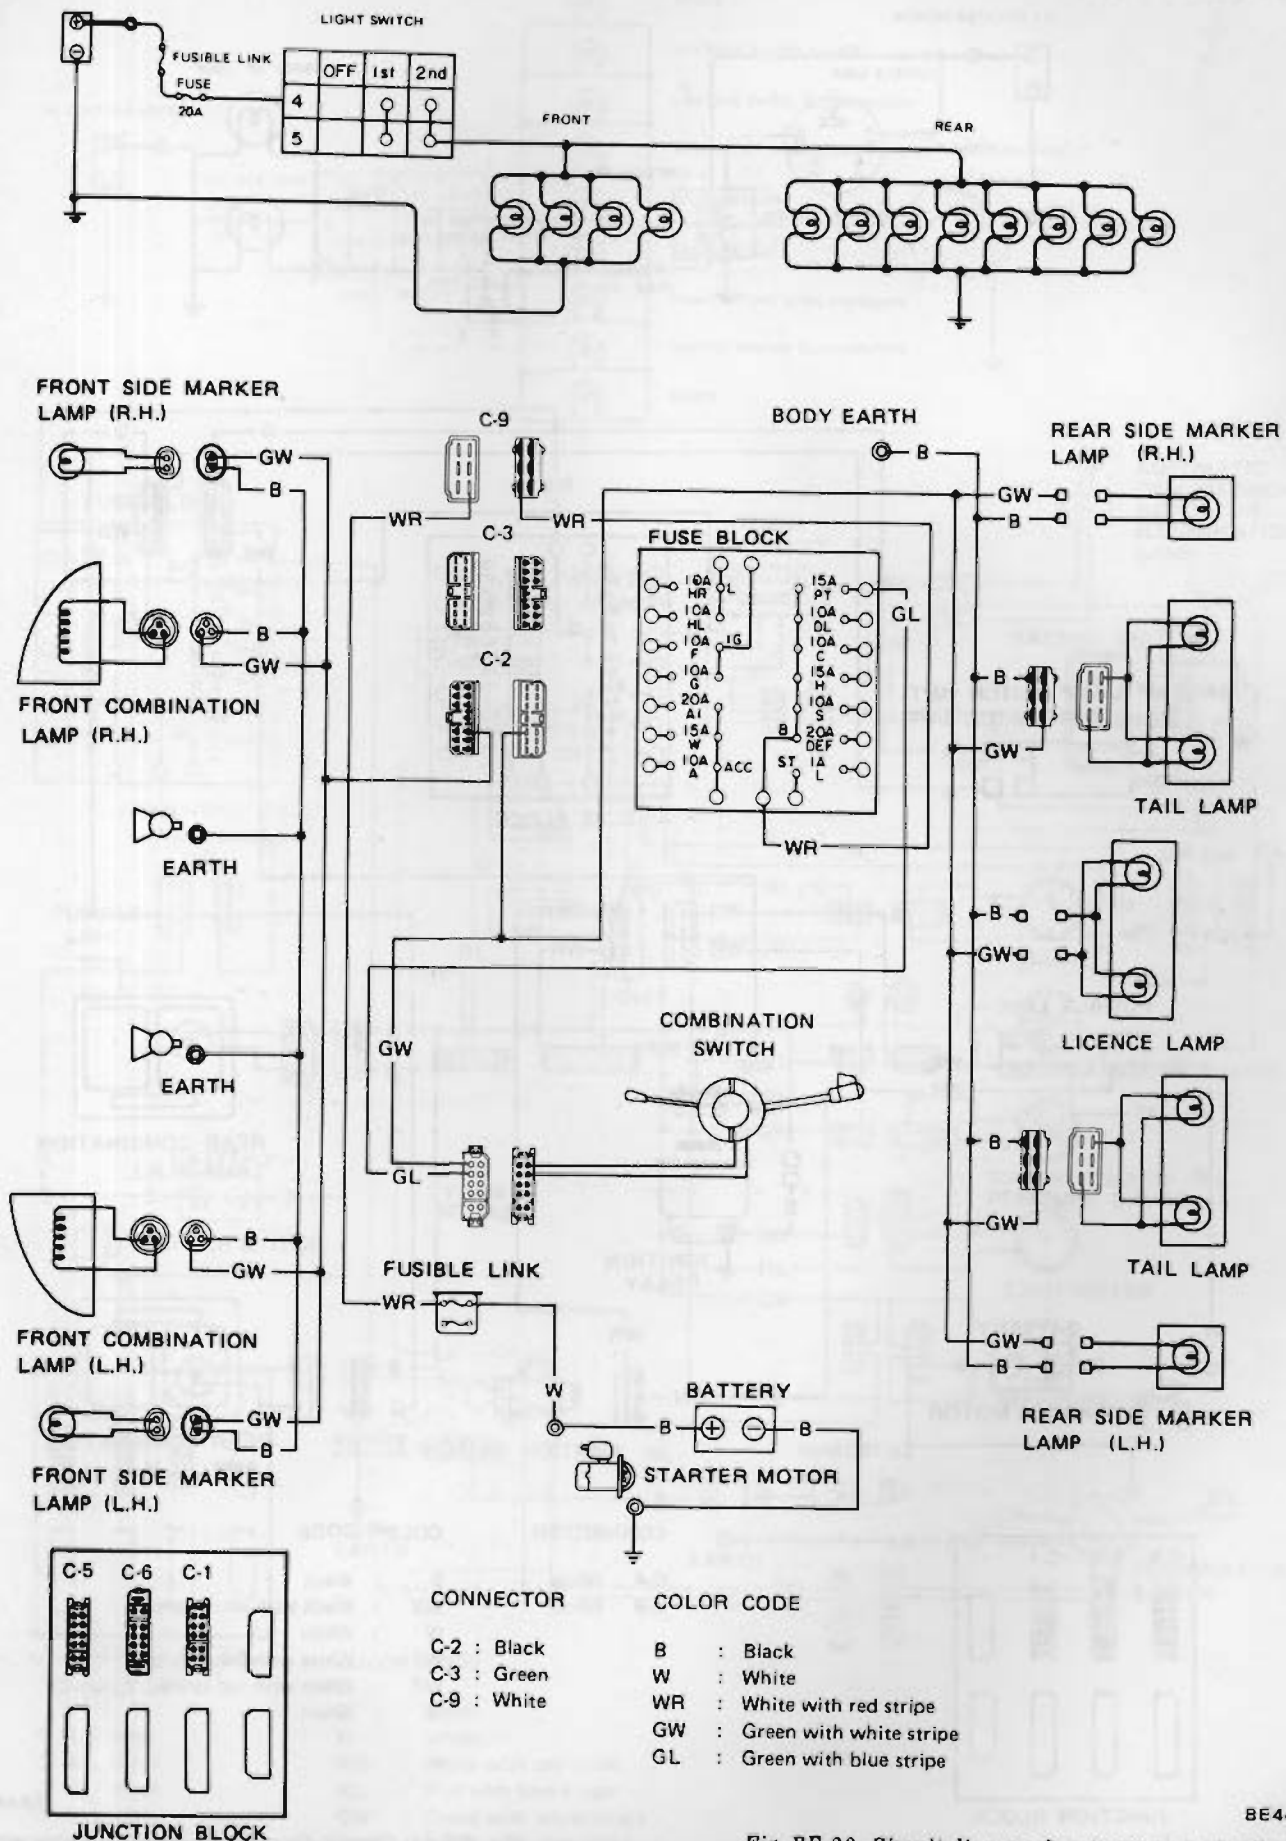 LIGHT SWITCH
FUSIBLE LINK
FUSE
20A
OFF 1st 2nd
4
5
FRONT
REAR
FRONT SIDE MARKER
LAMP (R.H.)
GW
B
C-9
WR
WR
C-3
C-2
BODY EARTH
B
REAR SIDE MARKER
LAMP (R.H.)
GW
B
FUSE BLOCK
10A
HR
L
10A
HL
10A
F
IG
10A
G
20A
AI
15A
W
10A
A
ACC
15A
PT
10A
DL
10A
C
15A
H
10A
S
B
20A
DEF
ST
1A
L
GL
WR
B
GW
FRONT COMBINATION
LAMP (R.H.)
B
GW
TAIL LAMP
EARTH
B
GW
LICENCE LAMP
EARTH
GW
GL
COMBINATION
SWITCH
B
GW
TAIL LAMP
B
GW
FRONT COMBINATION
LAMP (L.H.)
FUSIBLE LINK
WR
W
BATTERY
B
B
STARTER MOTOR
GW
B
REAR SIDE MARKER
LAMP (L.H.)
GW
B
FRONT SIDE MARKER
LAMP (L.H.)
C-5 C-6 C-1
JUNCTION BLOCK
CONNECTOR
C-2 : Black
C-3 : Green
C-9 : White
COLOR CODE
B : Black
W : White
WR : White with red stripe
GW : Green with white stripe
GL : Green with blue stripe